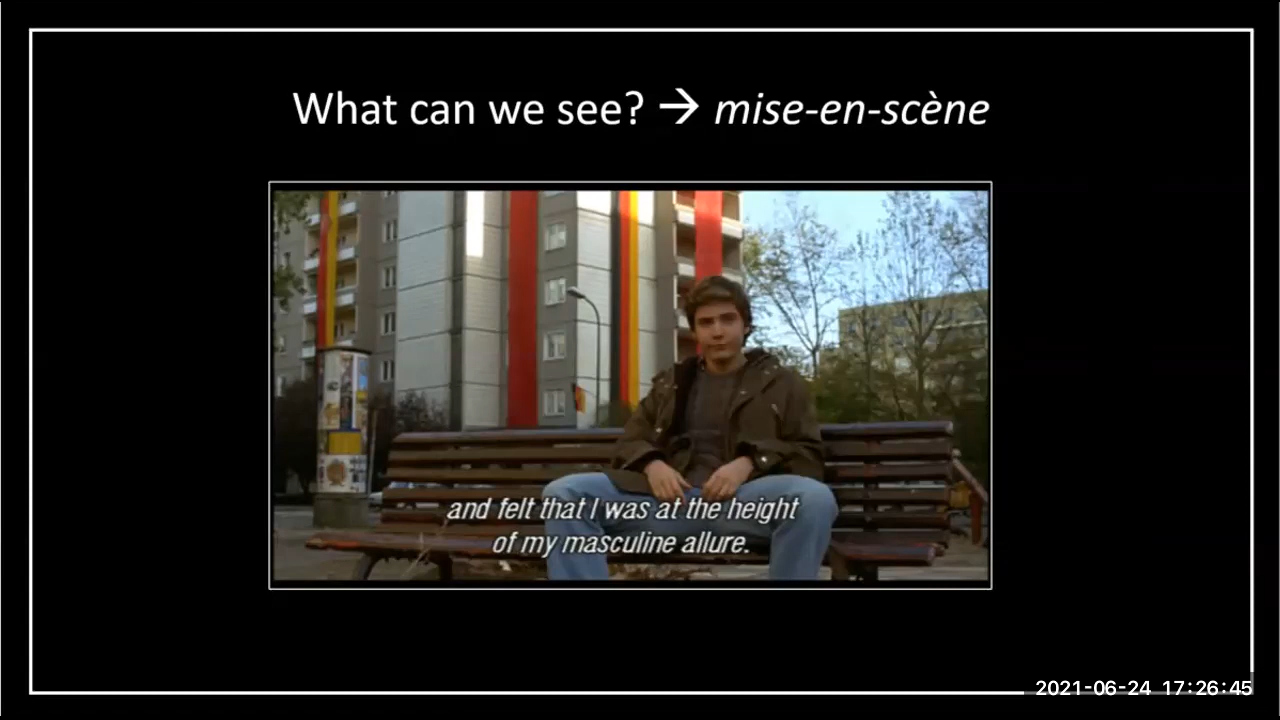 What can we see? → mise-en-scène
and felt that I was at the height
of my masculine allure.
2021-06-24 17:26:45